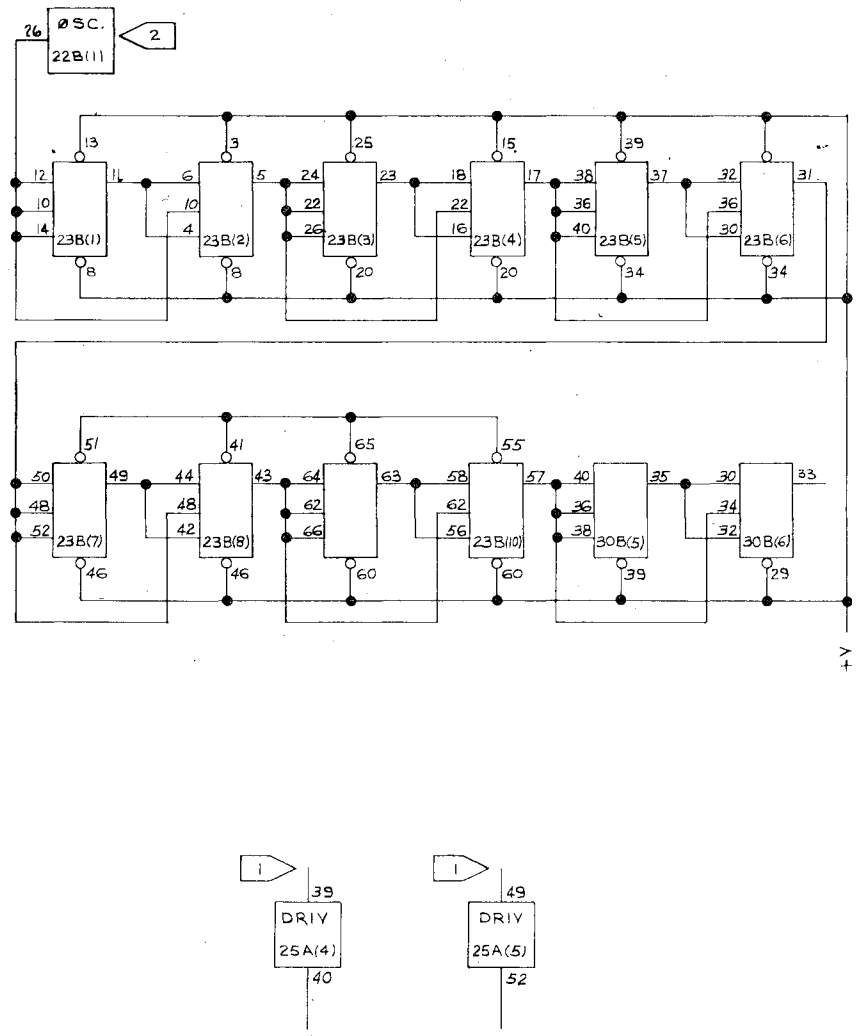 26
ØSC.
22B(1)
2
13 3 25 15 39
12 11 6 5 24 23 18 17 38 37 32 31
10 10 22 22 36 36
14 4 26 16 40 30
23B(1) 23B(2) 23B(3) 23B(4) 23B(5) 23B(6)
8 8 20 20 34 34
51 41 65 55
50 49 44 43 64 63 58 57 40 35 30 33
48 48 62 62 36 34
52 42 66 56 38 32
23B(7) 23B(8) 23B(10) 30B(5) 30B(6)
46 46 60 60 39 29
+V
1 1
39 49
DRIV DRIV
25A(4) 25A(5)
40 52